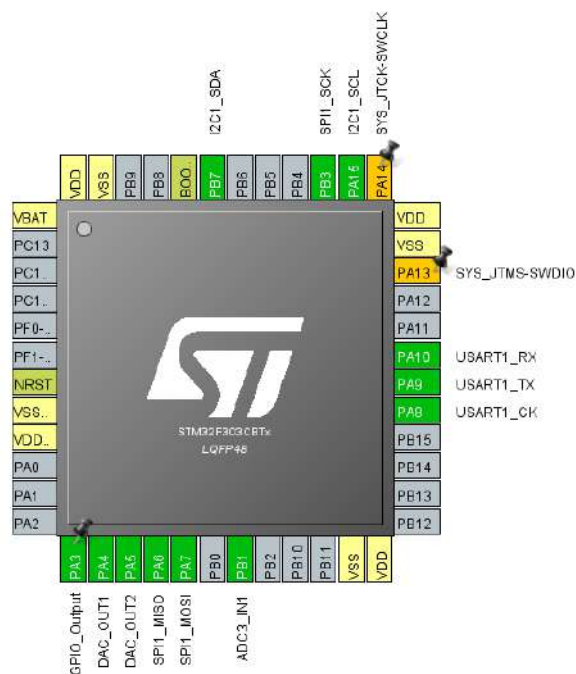 I2C1_SDA
SPI1_SCK
I2C1_SCL
SYS_JTCK-SWCLK
VDD
VSS
PB9
PB8
BOO..
PB7
PB6
PB5
PB4
PB3
PA15
PA14
VBAT
PC13
PC1..
PC1..
PF0-..
PF1-..
NRST
VSS..
VDD..
PA0
PA1
PA2
VDD
VSS
PA13 SYS_JTMS-SWDIO
PA12
PA11
PA10 USART1_RX
PA9 USART1_TX
PA8 USART1_CK
PB15
PB14
PB13
PB12
ST
STM32F303CBTx
LQFP48
PA3
PA4
PA5
PA6
PA7
PB0
PB1
PB2
PB10
PB11
VSS
VDD
GPIO_Output
DAC_OUT1
DAC_OUT2
SPI1_MISO
SPI1_MOSI
ADC3_IN1